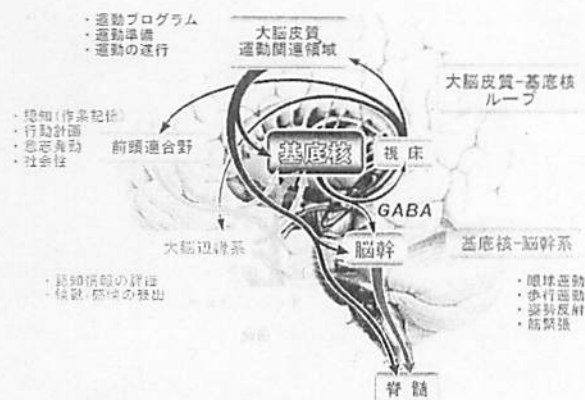 ・運動プログラム
・運動準備
・運動の遂行
大脳皮質
運動関連領域
大脳皮質-基底核
ループ
・認知(作業記憶)
・行動計画
・意志発動
・社会性
前頭連合野
基底核
視床
GABA
大脳辺縁系
脳幹
基底核-脳幹系
・認知情報の評価
・情動・感情の表出
・眼球運動
・歩行運動
・姿勢反射
・筋緊張
脊髄